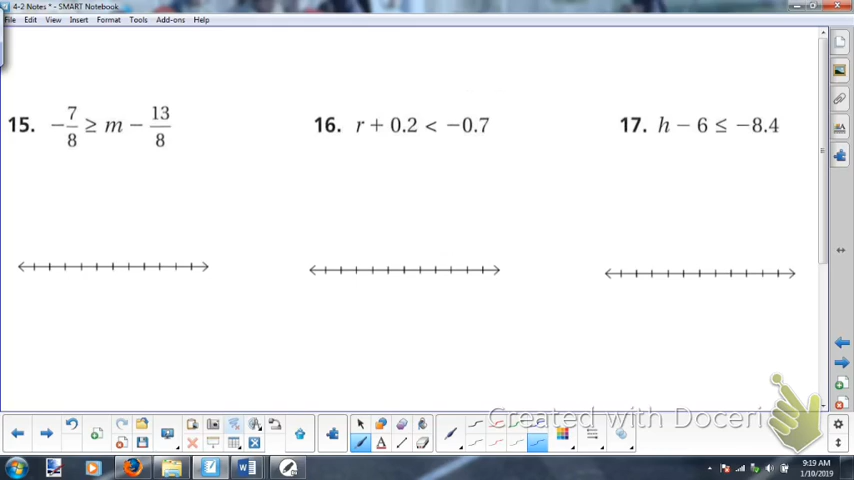 4-2 Notes * - SMART Notebook
File Edit View Insert Format Tools Add-ons Help
15. -7/8 ≥ m - 13/8
16. r + 0.2 < -0.7
17. h - 6 ≤ -8.4
Created with Doceri
9:19 AM
1/10/2019